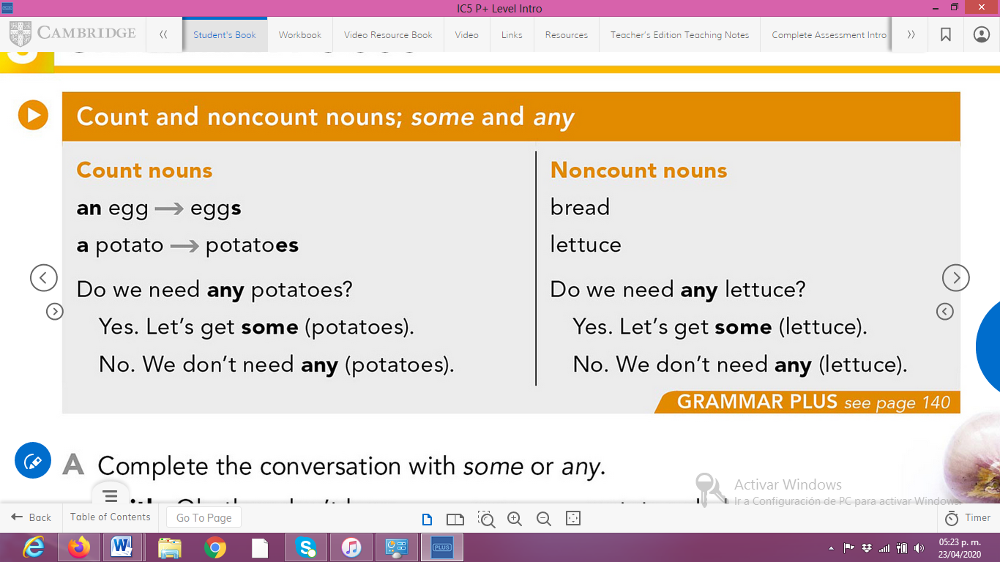 IC5 P+ Level Intro
CAMBRIDGE
Student's Book
Workbook
Video Resource Book
Video
Links
Resources
Teacher's Edition Teaching Notes
Complete Assessment Intro
Count and noncount nouns; some and any
Count nouns
an egg → eggs
a potato → potatoes
Do we need any potatoes?
Yes. Let's get some (potatoes).
No. We don't need any (potatoes).
Noncount nouns
bread
lettuce
Do we need any lettuce?
Yes. Let's get some (lettuce).
No. We don't need any (lettuce).
GRAMMAR PLUS see page 140
A Complete the conversation with some or any.
Activar Windows
Ir a Configuración de PC para activar Windows.
Back
Table of Contents
Go To Page
Timer
PLUS
05:23 p. m.
23/04/2020